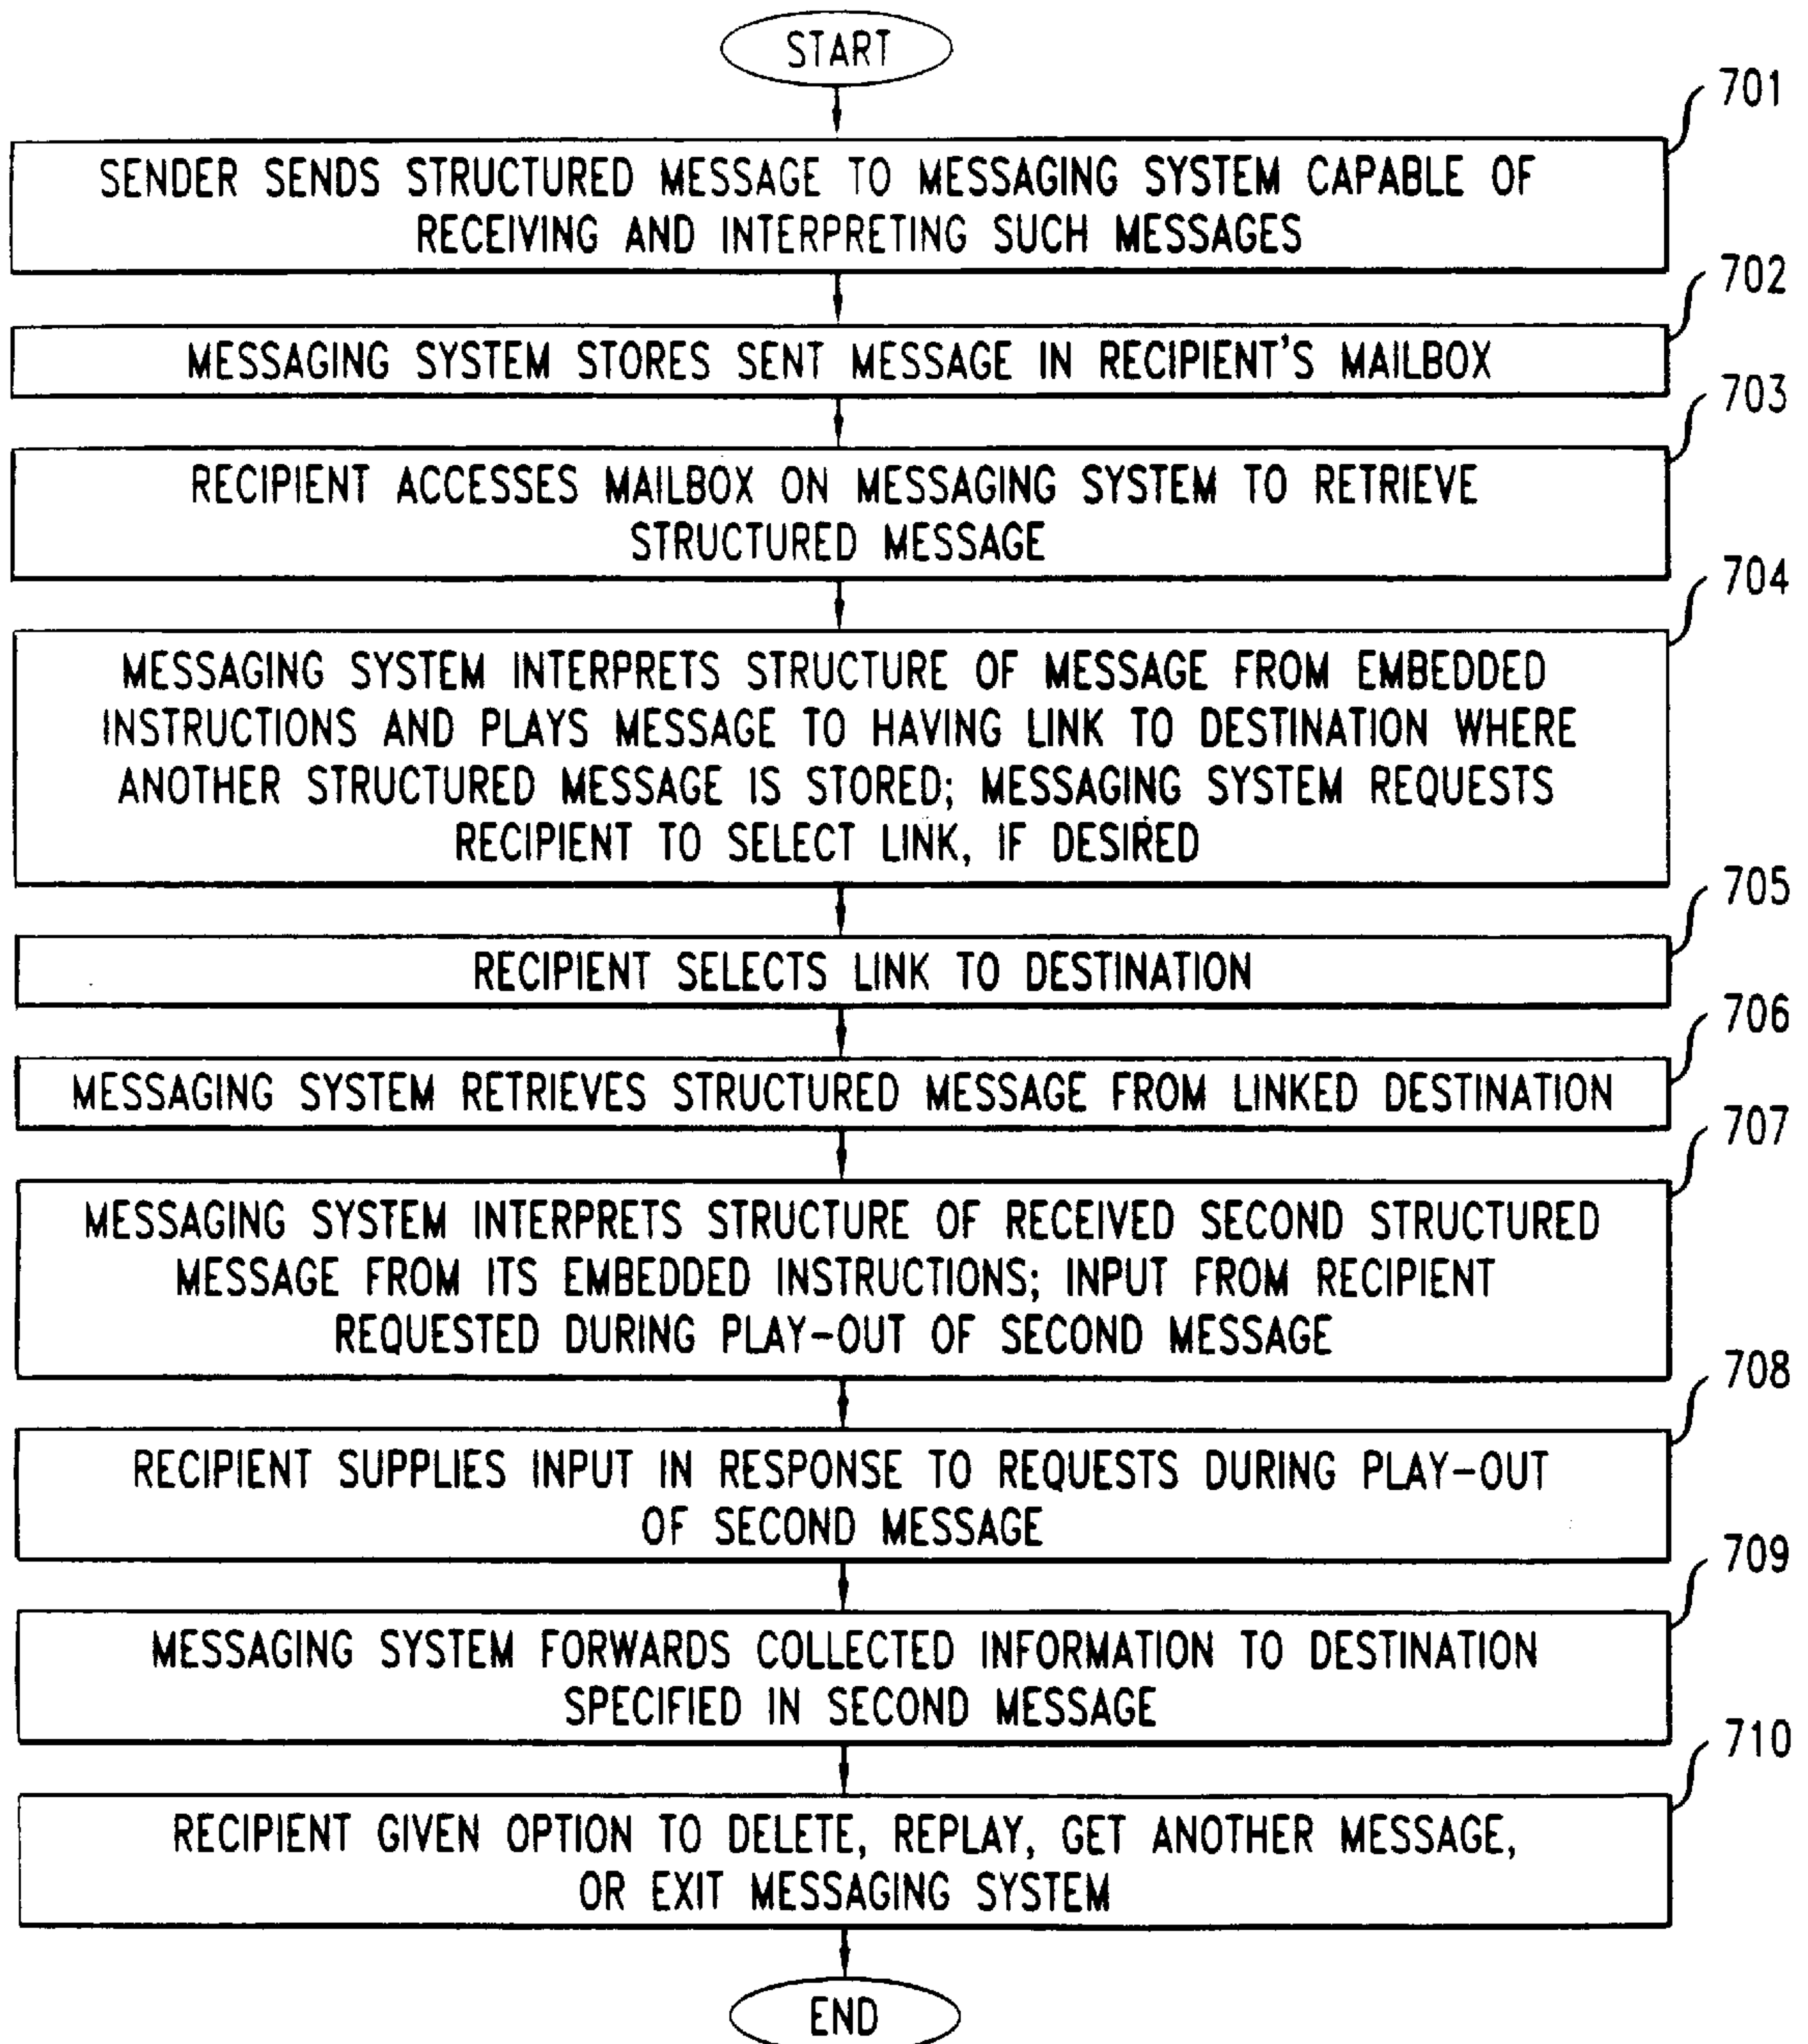 START
701
SENDER SENDS STRUCTURED MESSAGE TO MESSAGING SYSTEM CAPABLE OF
RECEIVING AND INTERPRETING SUCH MESSAGES
702
MESSAGING SYSTEM STORES SENT MESSAGE IN RECIPIENT'S MAILBOX
703
RECIPIENT ACCESSES MAILBOX ON MESSAGING SYSTEM TO RETRIEVE
STRUCTURED MESSAGE
704
MESSAGING SYSTEM INTERPRETS STRUCTURE OF MESSAGE FROM EMBEDDED
INSTRUCTIONS AND PLAYS MESSAGE TO HAVING LINK TO DESTINATION WHERE
ANOTHER STRUCTURED MESSAGE IS STORED; MESSAGING SYSTEM REQUESTS
RECIPIENT TO SELECT LINK, IF DESIRED
705
RECIPIENT SELECTS LINK TO DESTINATION
706
MESSAGING SYSTEM RETRIEVES STRUCTURED MESSAGE FROM LINKED DESTINATION
707
MESSAGING SYSTEM INTERPRETS STRUCTURE OF RECEIVED SECOND STRUCTURED
MESSAGE FROM ITS EMBEDDED INSTRUCTIONS; INPUT FROM RECIPIENT
REQUESTED DURING PLAY-OUT OF SECOND MESSAGE
708
RECIPIENT SUPPLIES INPUT IN RESPONSE TO REQUESTS DURING PLAY-OUT
OF SECOND MESSAGE
709
MESSAGING SYSTEM FORWARDS COLLECTED INFORMATION TO DESTINATION
SPECIFIED IN SECOND MESSAGE
710
RECIPIENT GIVEN OPTION TO DELETE, REPLAY, GET ANOTHER MESSAGE,
OR EXIT MESSAGING SYSTEM
END